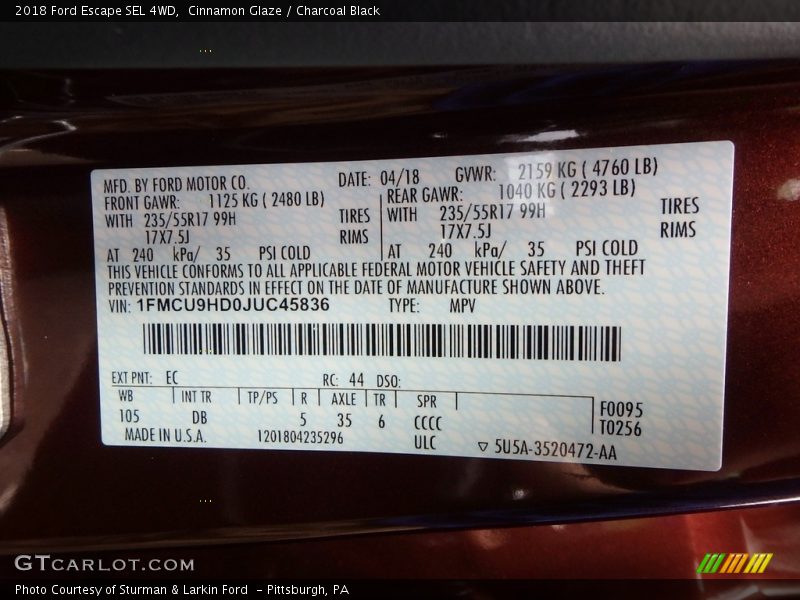 2018 Ford Escape SEL 4WD,  Cinnamon Glaze / Charcoal Black
MFD. BY FORD MOTOR CO. DATE: 04/18 GVWR: 2159 KG ( 4760 LB)
FRONT GAWR: 1125 KG ( 2480 LB) REAR GAWR: 1040 KG ( 2293 LB)
WITH 235/55R17 99H TIRES WITH 235/55R17 99H TIRES
17X7.5J RIMS 17X7.5J RIMS
AT 240 kPa/ 35 PSI COLD AT 240 kPa/ 35 PSI COLD
THIS VEHICLE CONFORMS TO ALL APPLICABLE FEDERAL MOTOR VEHICLE SAFETY AND THEFT
PREVENTION STANDARDS IN EFFECT ON THE DATE OF MANUFACTURE SHOWN ABOVE.
VIN: 1FMCU9HD0JUC45836 TYPE: MPV
EXT PNT: EC RC: 44 DSO:
WB INT TR TP/PS R AXLE TR SPR F0095
105 DB 5 35 6 CCCC T0256
MADE IN U.S.A. 1201804235296 ULC ▽ 5U5A-3520472-AA
GTCARLOT.COM
Photo Courtesy of Sturman & Larkin Ford  - Pittsburgh, PA